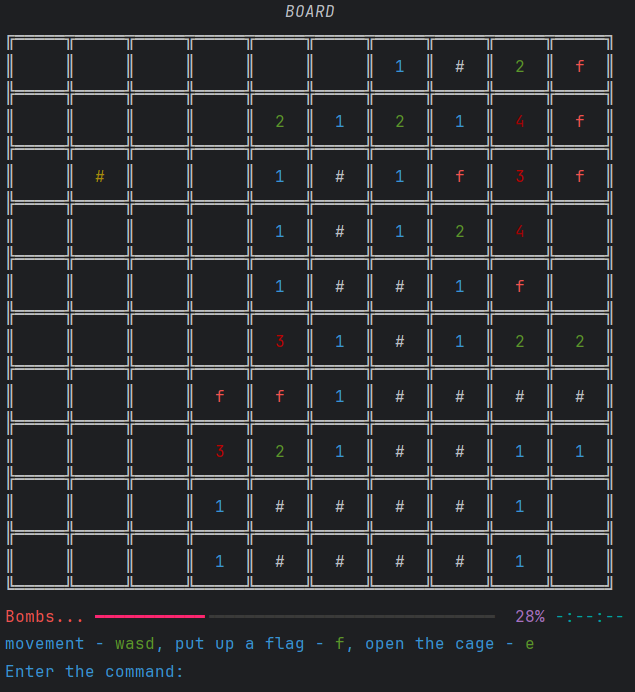 BOARD
1 # 2 f
2 1 2 1 4 f
# 1 # 1 f 3 f
1 # 1 2 4
1 # # 1 f
3 1 # 1 2 2
f f 1 # # # #
3 2 1 # # 1 1
1 # # # # 1
1 # # # # 1
Bombs... 28% -:--:--
movement - wasd, put up a flag - f, open the cage - e
Enter the command: